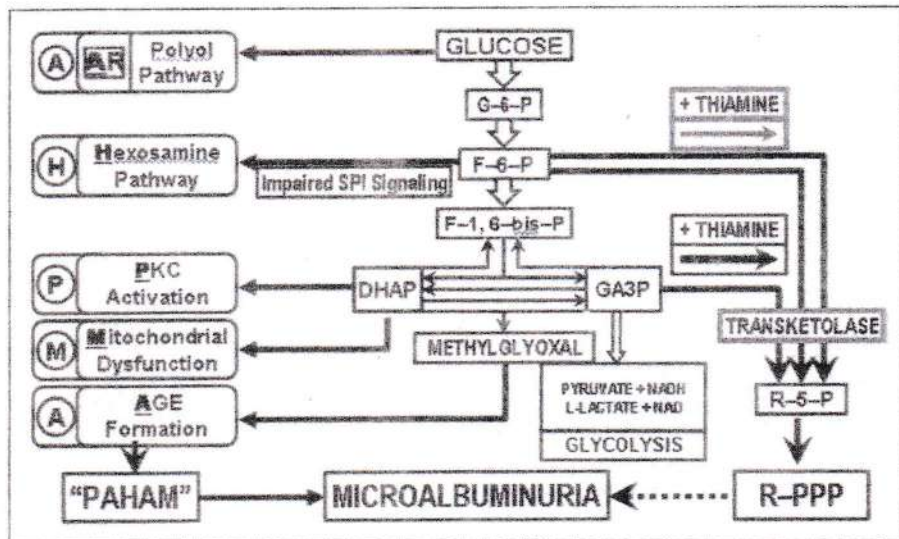 A AR Polyol
Pathway
GLUCOSE
G-6-P
+ THIAMINE
H Hexosamine
Pathway
Impaired SPI Signaling
F-6-P
F-1, 6-bis-P
+ THIAMINE
P PKC
Activation
DHAP
GA3P
M Mitochondrial
Dysfunction
METHYLGLYOXAL
TRANSKETOLASE
A AGE
Formation
PYRUVATE + NADH
L-LACTATE + NAD
GLYCOLYSIS
R-5-P
"PAHAM"
MICROALBUMINURIA
R-PPP